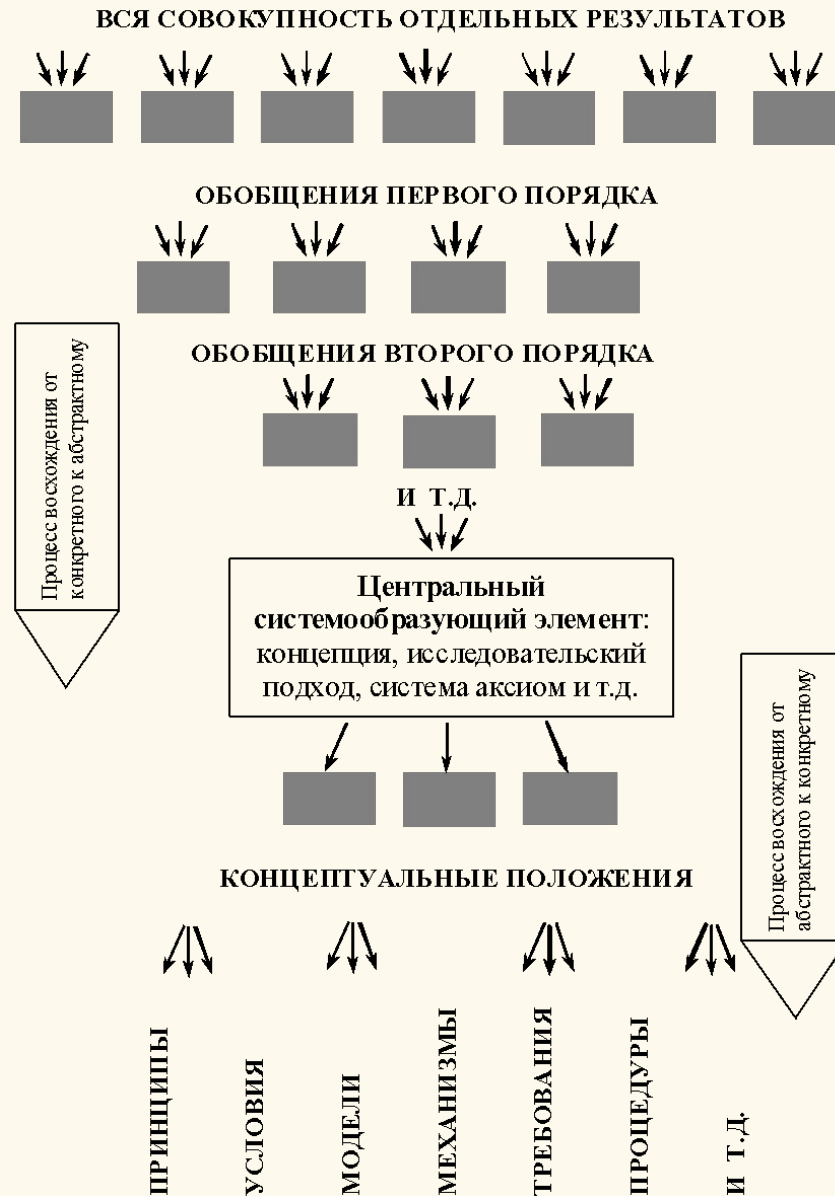 ВСЯ СОВОКУПНОСТЬ ОТДЕЛЬНЫХ РЕЗУЛЬТАТОВ
ОБОБЩЕНИЯ ПЕРВОГО ПОРЯДКА
ОБОБЩЕНИЯ ВТОРОГО ПОРЯДКА
Процесс восхождения от
конкретного к абстрактному
И Т.Д.
Центральный
системообразующий элемент:
концепция, исследовательский
подход, система аксиом и т.д.
Процесс восхождения от
абстрактного к конкретному
КОНЦЕПТУАЛЬНЫЕ ПОЛОЖЕНИЯ
ПРИНЦИПЫ
УСЛОВИЯ
МОДЕЛИ
МЕХАНИЗМЫ
ТРЕБОВАНИЯ
ПРОЦЕДУРЫ
И Т.Д.